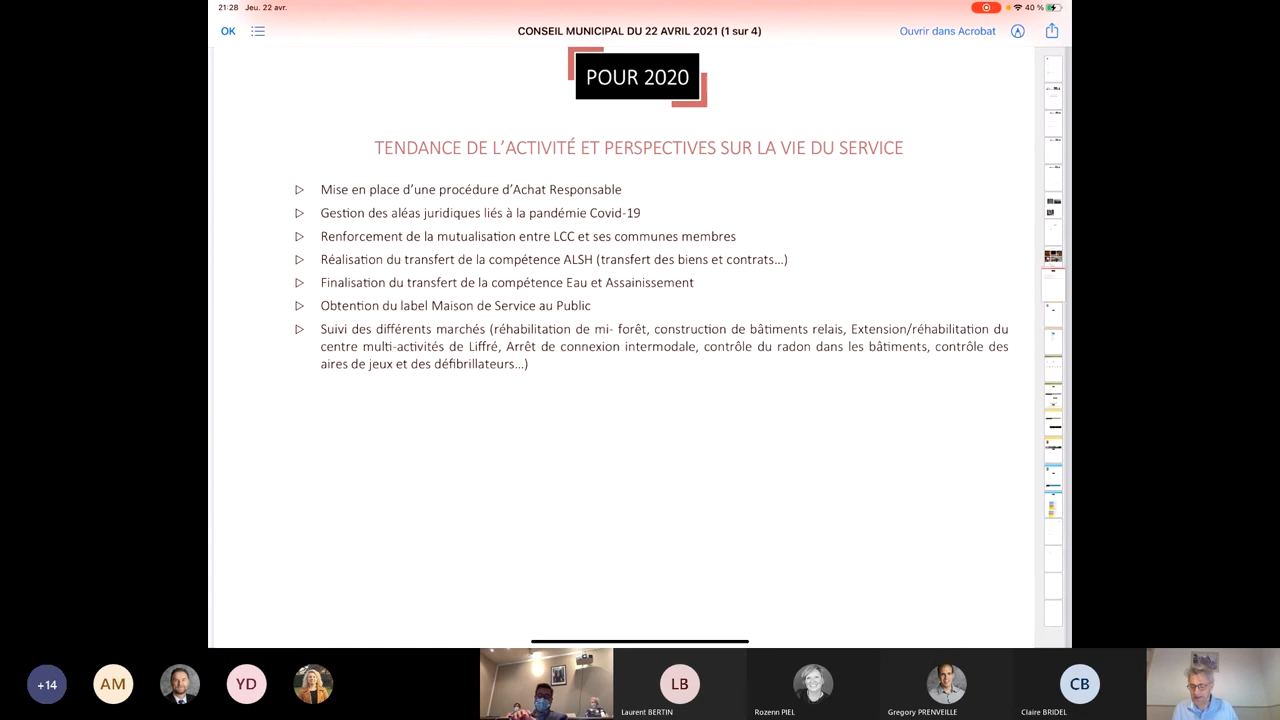 21:28 Jeu. 22 avr.
40 %
OK
CONSEIL MUNICIPAL DU 22 AVRIL 2021 (1 sur 4)
Ouvrir dans Acrobat
POUR 2020
TENDANCE DE L’ACTIVITÉ ET PERSPECTIVES SUR LA VIE DU SERVICE
Mise en place d’une procédure d’Achat Responsable
Gestion des aléas juridiques liés à la pandémie Covid-19
Renforcement de la mutualisation entre LCC et ses communes membres
Réalisation du transfert de la compétence ALSH (transfert des biens et contrats...)
Finalisation du transfert de la compétence Eau et Assainissement
Obtention du label Maison de Service au Public
Suivi des différents marchés (réhabilitation de mi- forêt, construction de bâtiments relais, Extension/réhabilitation du
centre multi-activités de Liffré, Arrêt de connexion intermodale, contrôle du radon dans les bâtiments, contrôle des
aires de jeux et des défibrillateurs...)
+14
AM
YD
LB
CB
Laurent BERTIN
Rozenn PIEL
Gregory PRENVEILLE
Claire BRIDEL